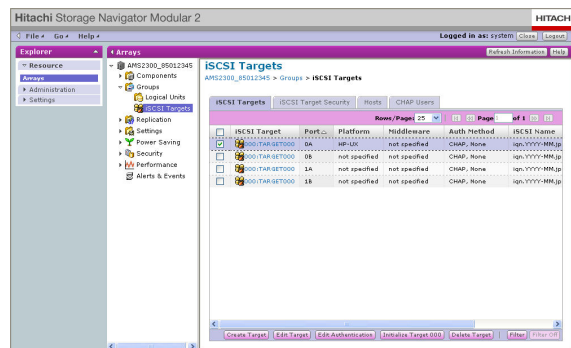 Hitachi Storage Navigator Modular 2
HITACHI
File Go Help
Logged in as: system Close Logout
Explorer
Arrays
Refresh Information Help
Resource
Arrays
Administration
Settings
AMS2300_85012345
Components
Groups
Logical Units
iSCSI Targets
Replication
Settings
Power Saving
Security
Performance
Alerts & Events
iSCSI Targets
AMS2300_85012345 > Groups > iSCSI Targets
iSCSI Targets iSCSI Target Security Hosts CHAP Users
Rows/Page: 25 Page 1 of 1
iSCSI Target Port Platform Middleware Auth Method iSCSI Name
000:TARGET000 0A HP-UX not specified CHAP, None iqn.YYYY-MM.jp
000:TARGET000 0B not specified not specified CHAP, None iqn.YYYY-MM.jp
000:TARGET000 1A not specified not specified CHAP, None iqn.YYYY-MM.jp
000:TARGET000 1B not specified not specified CHAP, None iqn.YYYY-MM.jp
Create Target Edit Target Edit Authentication Initialize Target 000 Delete Target Filter Filter Off